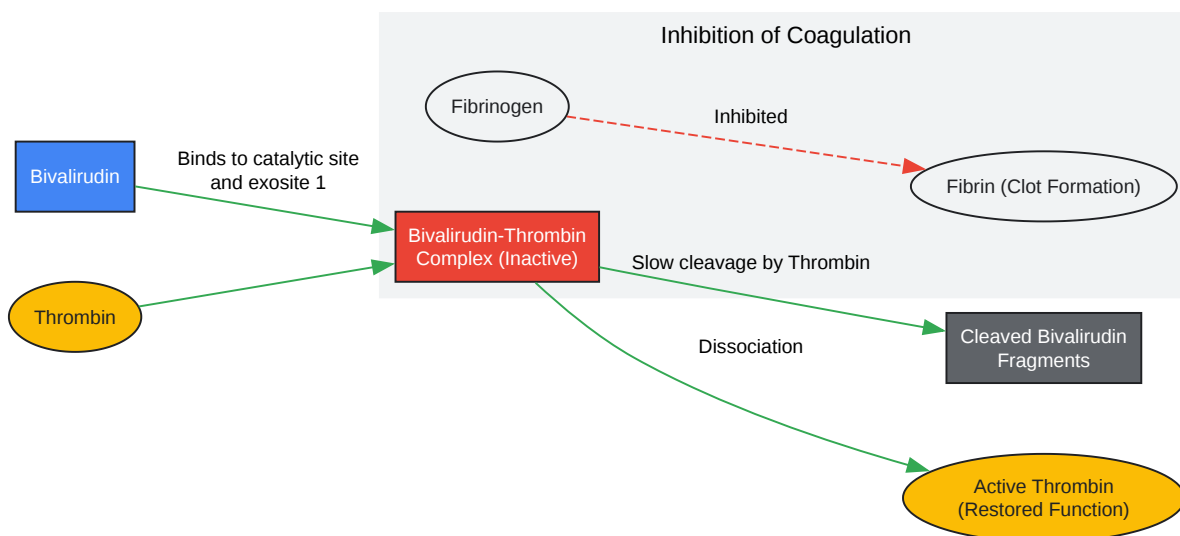 Inhibition of Coagulation
Fibrinogen
Inhibited
Fibrin (Clot Formation)
Bivalirudin
Binds to catalytic site
and exosite 1
Bivalirudin-Thrombin
Complex (Inactive)
Slow cleavage by Thrombin
Thrombin
Dissociation
Cleaved Bivalirudin
Fragments
Active Thrombin
(Restored Function)